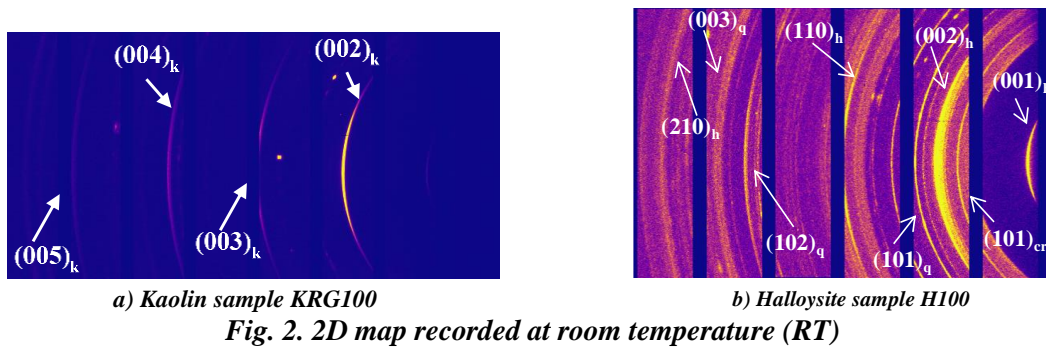 (004)k
(002)k
(003)k
(005)k
(003)q
(110)h
(002)h
(001)h
(210)h
(102)q
(101)q
(101)cr
a) Kaolin sample KRG100
b) Halloysite sample H100
Fig. 2. 2D map recorded at room temperature (RT)